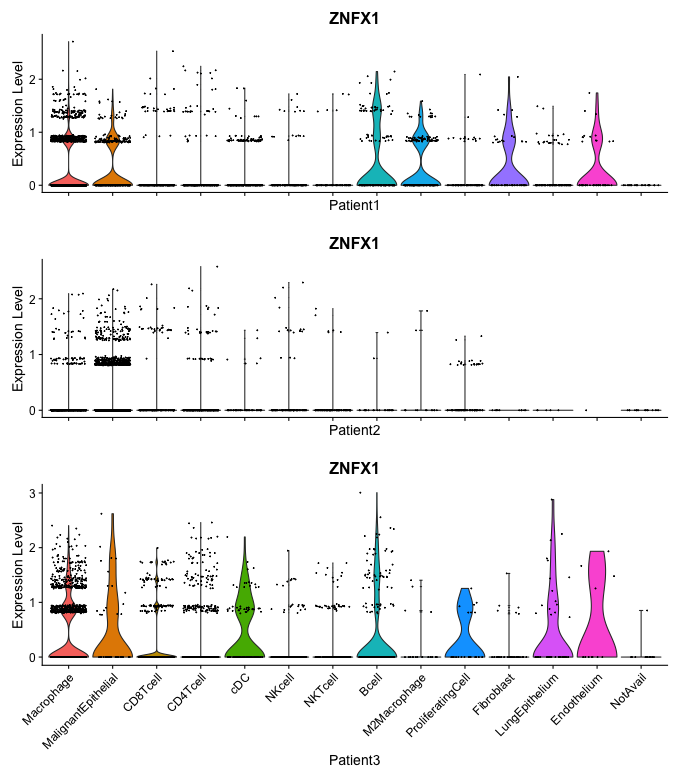 ZNFX1
Expression Level
2
1
0
Patient1
ZNFX1
Expression Level
2
1
0
Patient2
ZNFX1
Expression Level
3
2
1
0
Macrophage
MalignantEpithelial
CD8Tcell
CD4Tcell
cDC
NKcell
NKTcell
Bcell
M2Macrophage
ProliferatingCell
Fibroblast
LungEpithelium
Endothelium
NotAvail
Patient3